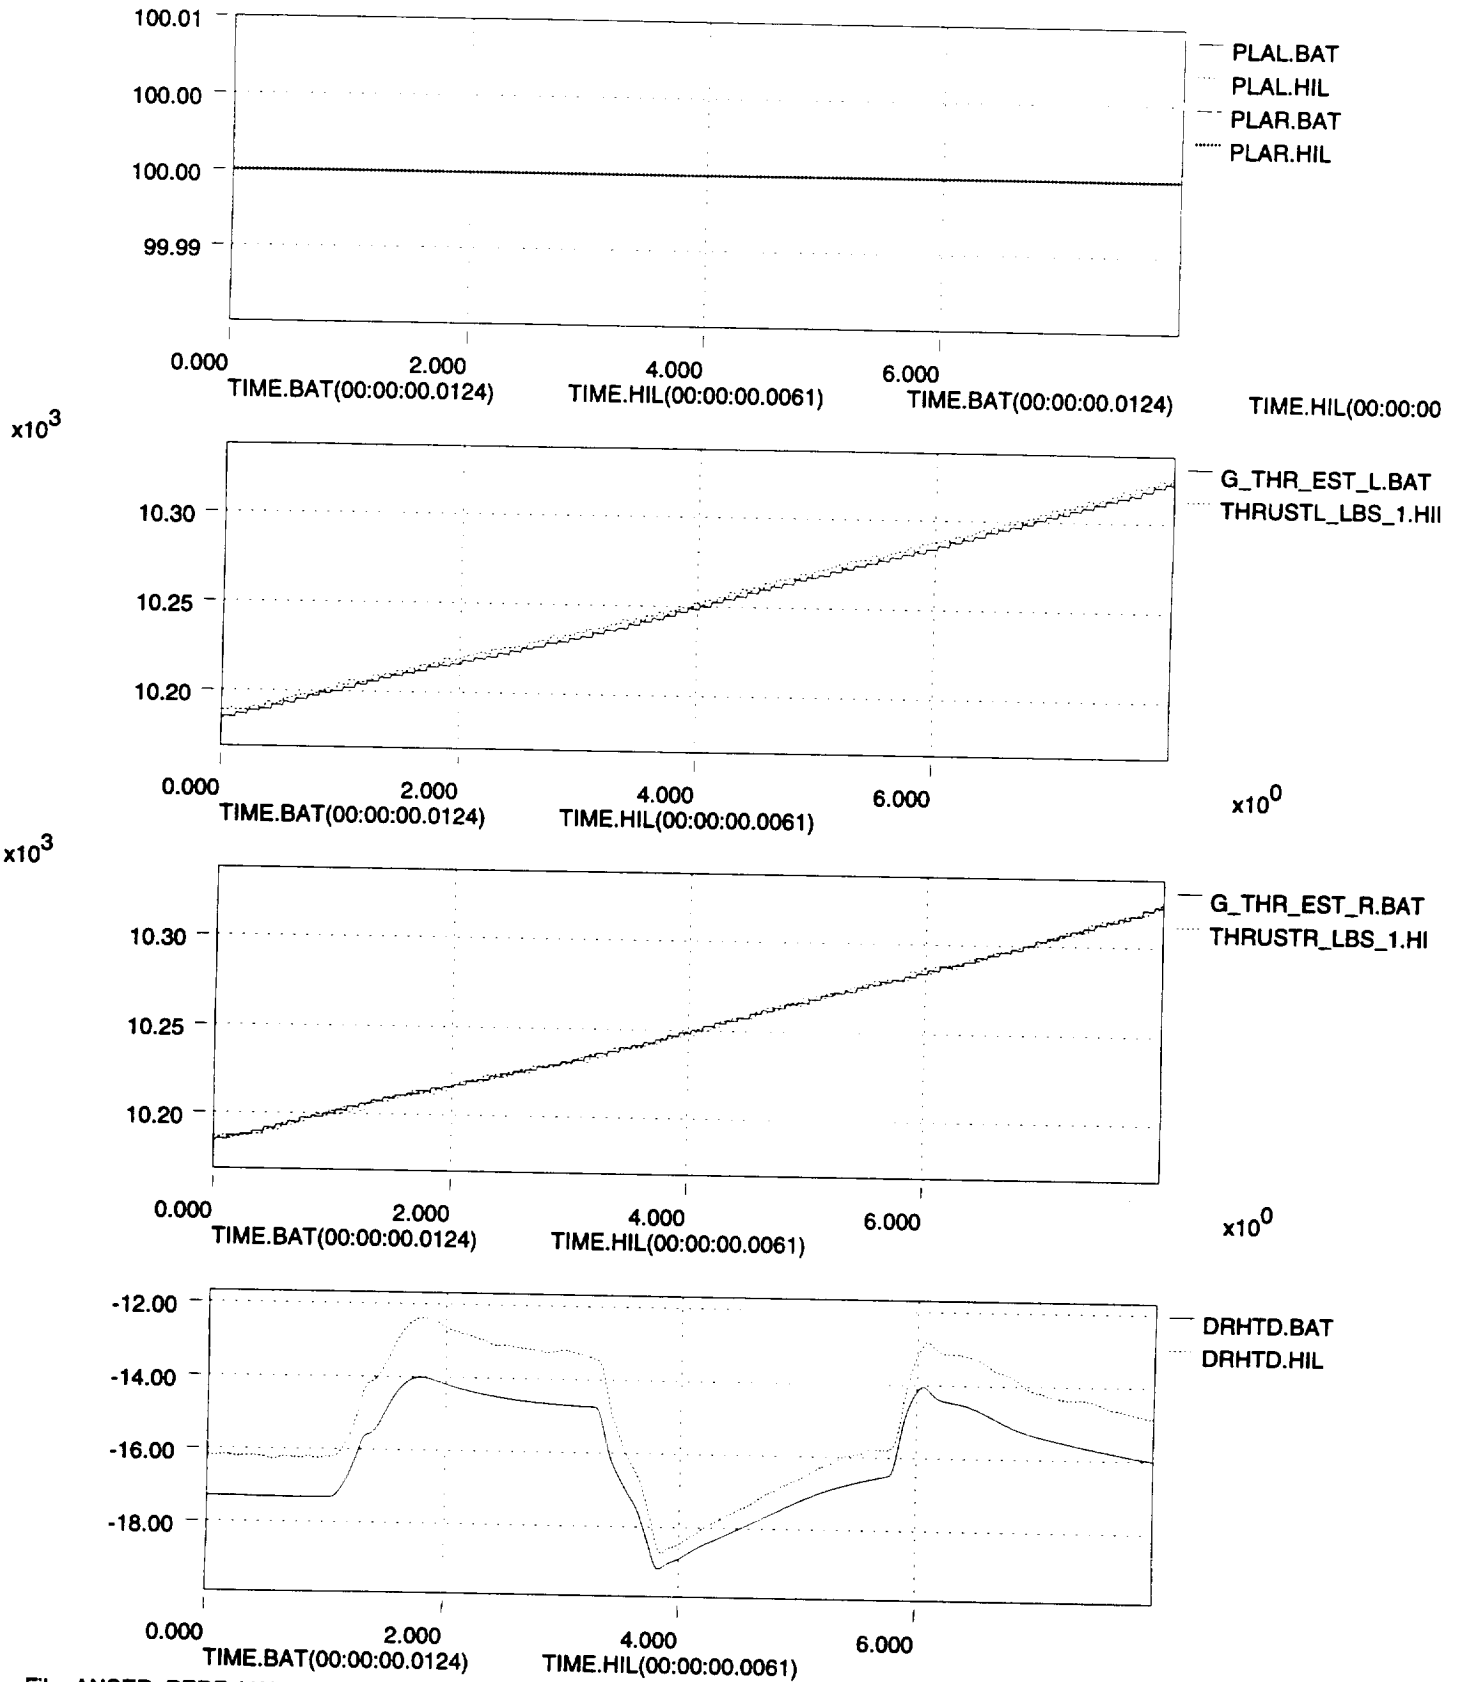 100.01
100.00
100.00
99.99
PLAL.BAT
PLAL.HIL
PLAR.BAT
PLAR.HIL
0.000 2.000 4.000 6.000
TIME.BAT(00:00:00.0124) TIME.HIL(00:00:00.0061) TIME.BAT(00:00:00.0124) TIME.HIL(00:00:00
x10^3
10.30
10.25
10.20
G_THR_EST_L.BAT
THRUSTL_LBS_1.HII
0.000 2.000 4.000 6.000 x10^0
TIME.BAT(00:00:00.0124) TIME.HIL(00:00:00.0061)
x10^3
10.30
10.25
10.20
G_THR_EST_R.BAT
THRUSTR_LBS_1.HI
0.000 2.000 4.000 6.000 x10^0
TIME.BAT(00:00:00.0124) TIME.HIL(00:00:00.0061)
-12.00
-14.00
-16.00
-18.00
DRHTD.BAT
DRHTD.HIL
0.000 2.000 4.000 6.000
TIME.BAT(00:00:00.0124) TIME.HIL(00:00:00.0061)